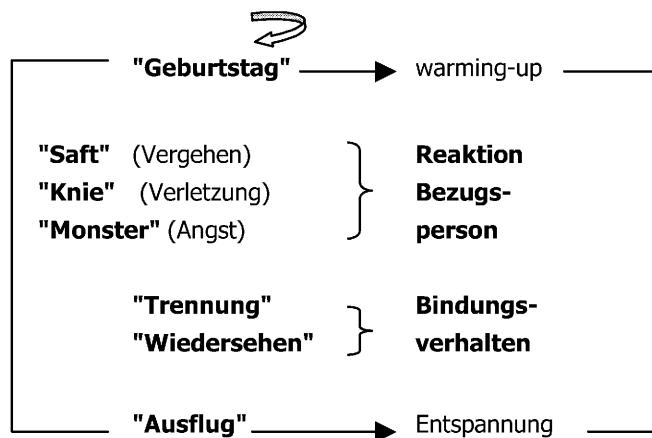 "Geburtstag" warming-up
"Saft" (Vergehen) Reaktion
"Knie" (Verletzung) Bezugs-
"Monster" (Angst) person
"Trennung" Bindungs-
"Wiedersehen" verhalten
"Ausflug" Entspannung